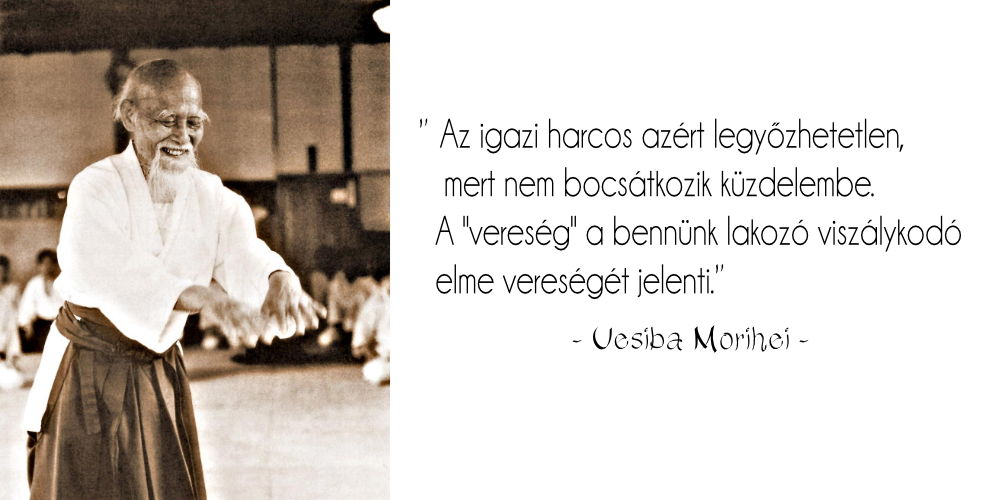 " Az igazi harcos azért legyőzhetetlen,
mert nem bocsátkozik küzdelembe.
A "vereség" a bennünk lakozó viszálykodó
elme vereségét jelenti."
- Uesiba Morihei -